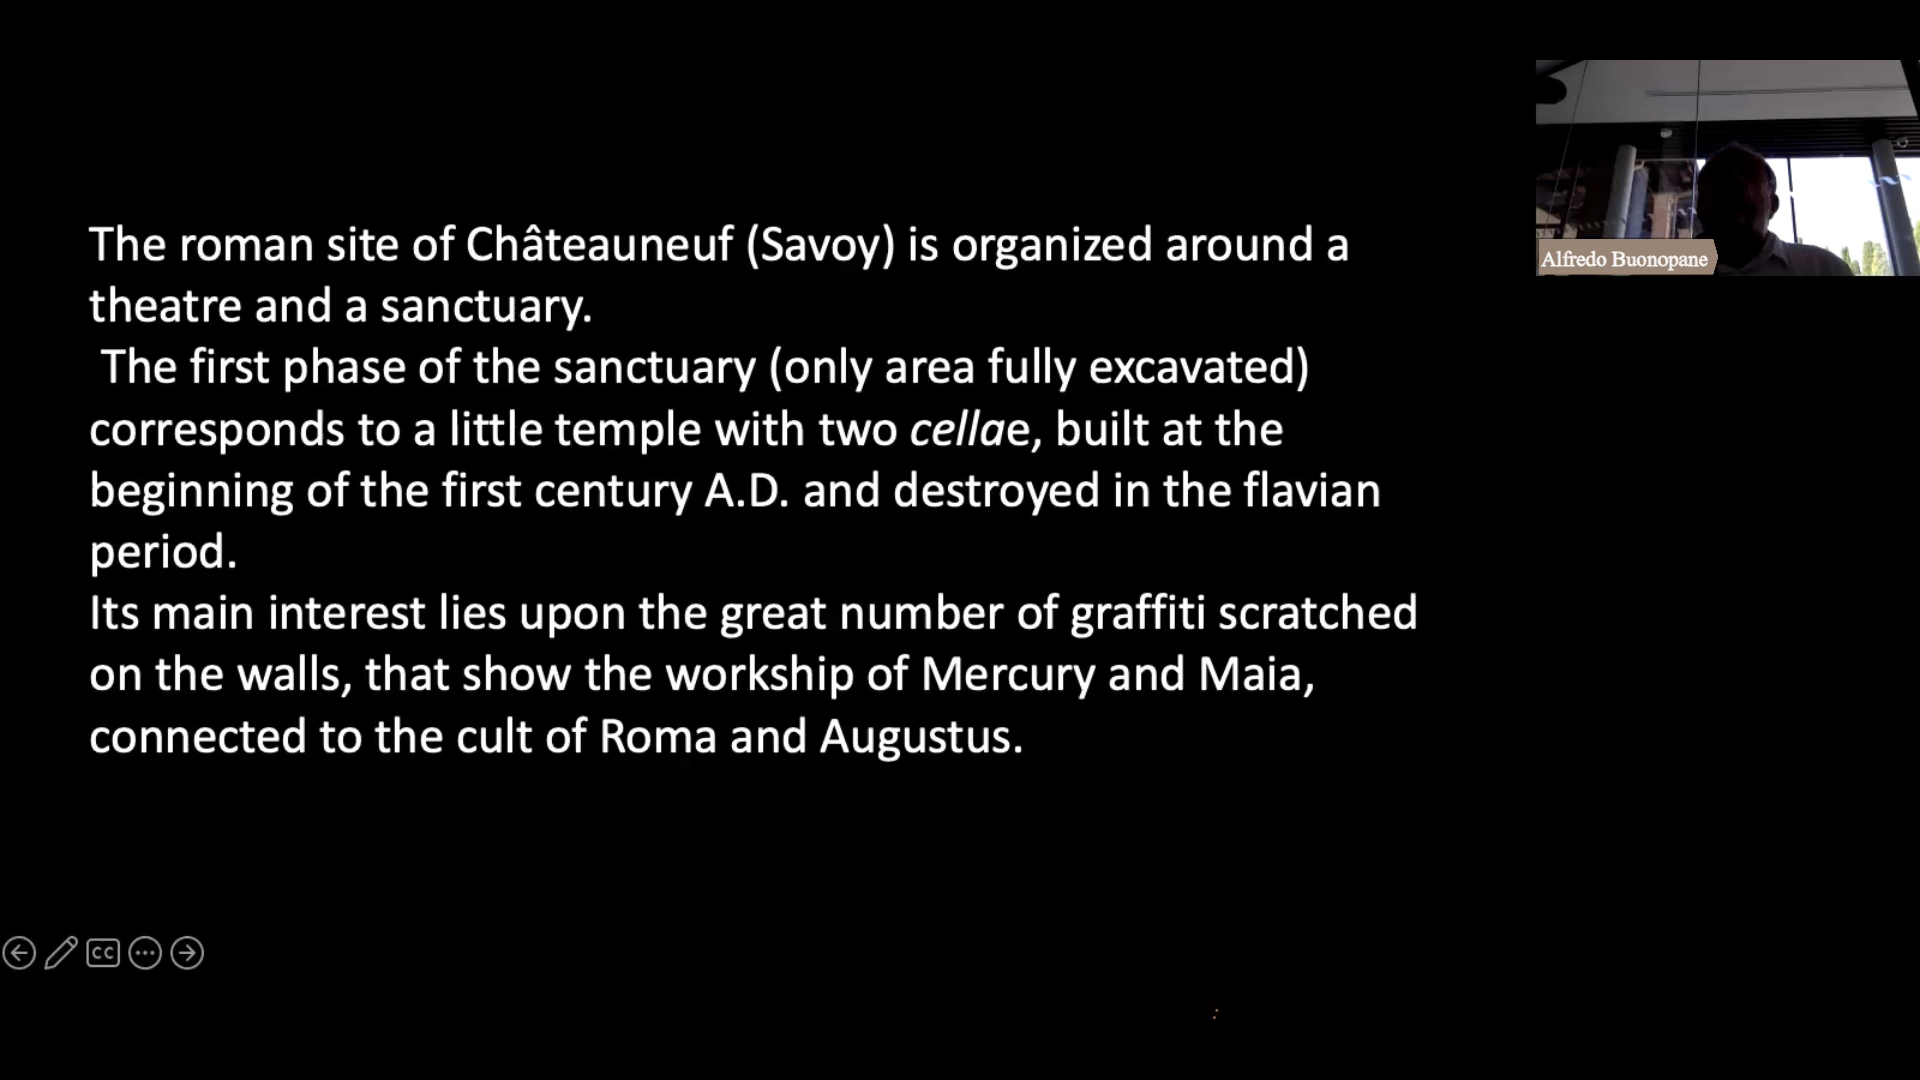 The roman site of Châteauneuf (Savoy) is organized around a
theatre and a sanctuary.
The first phase of the sanctuary (only area fully excavated)
corresponds to a little temple with two cellae, built at the
beginning of the first century A.D. and destroyed in the flavian
period.
Its main interest lies upon the great number of graffiti scratched
on the walls, that show the workship of Mercury and Maia,
connected to the cult of Roma and Augustus.
Alfredo Buonopane
CC